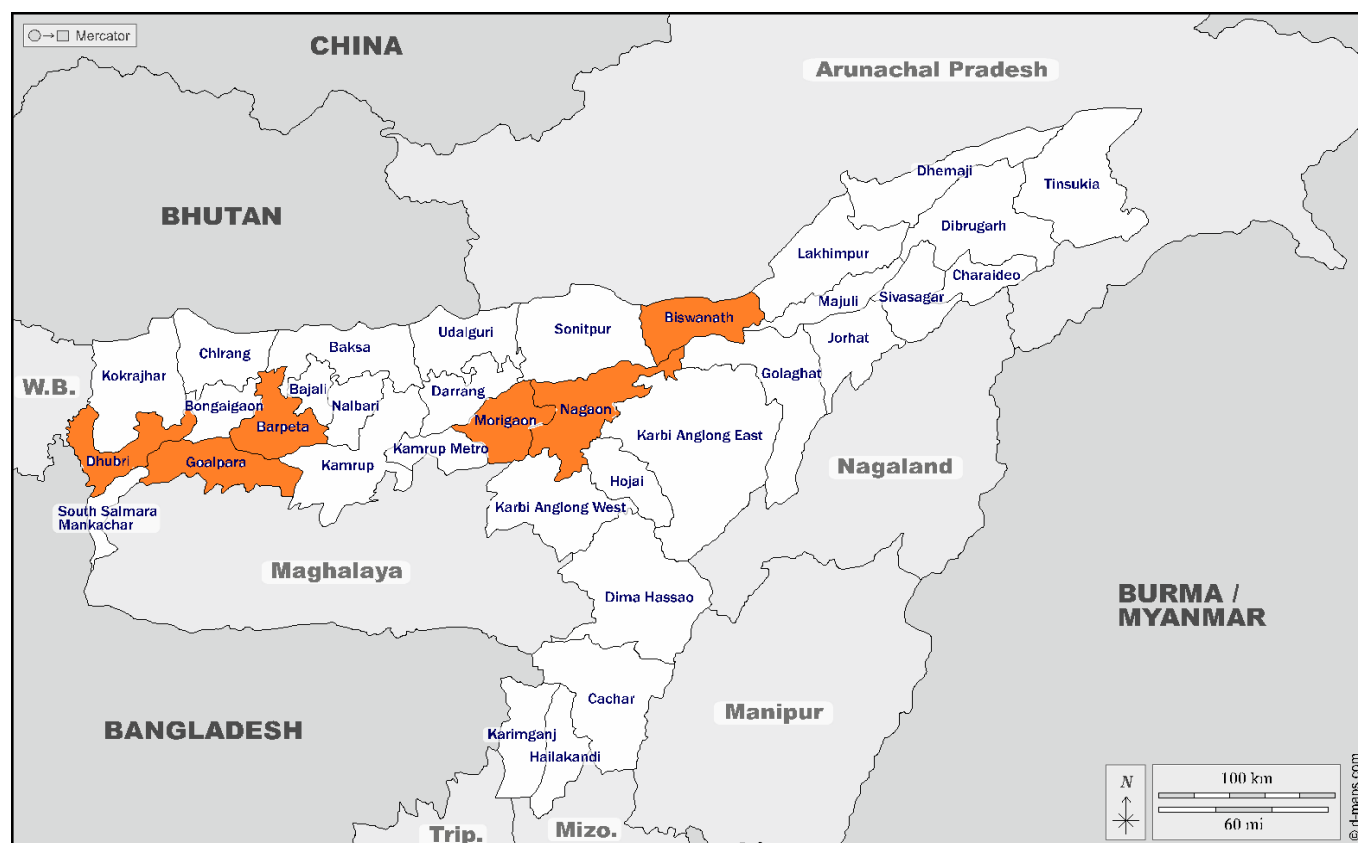 Mercator
CHINA
Arunachal Pradesh
BHUTAN
Dhemaji
Tinsukia
Dibrugarh
Lakhimpur
Charaideo
Majuli
Sivasagar
Biswanath
Sonitpur
Udalguri
Jorhat
Baksa
Chirang
Kokrajhar
Golaghat
W.B.
Bajali
Darrang
Nalbari
Bongaigaon
Nagaon
Morigaon
Barpeta
Karbi Anglong East
Kamrup Metro
Dhubri
Goalpara
Kamrup
Nagaland
Hojai
Karbi Anglong West
South Salmara
Mankachar
Maghalaya
Dima Hassao
BURMA /
MYANMAR
Cachar
Manipur
BANGLADESH
Karimganj
Hailakandi
Trip.
Mizo.
N
100 km
60 mi
© d-maps.com